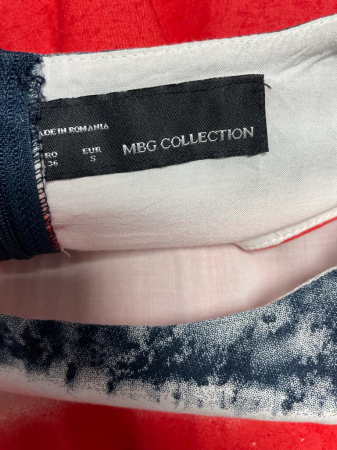 ADE IN ROMANIA
RO EUR
36 S
MBG COLLECTION